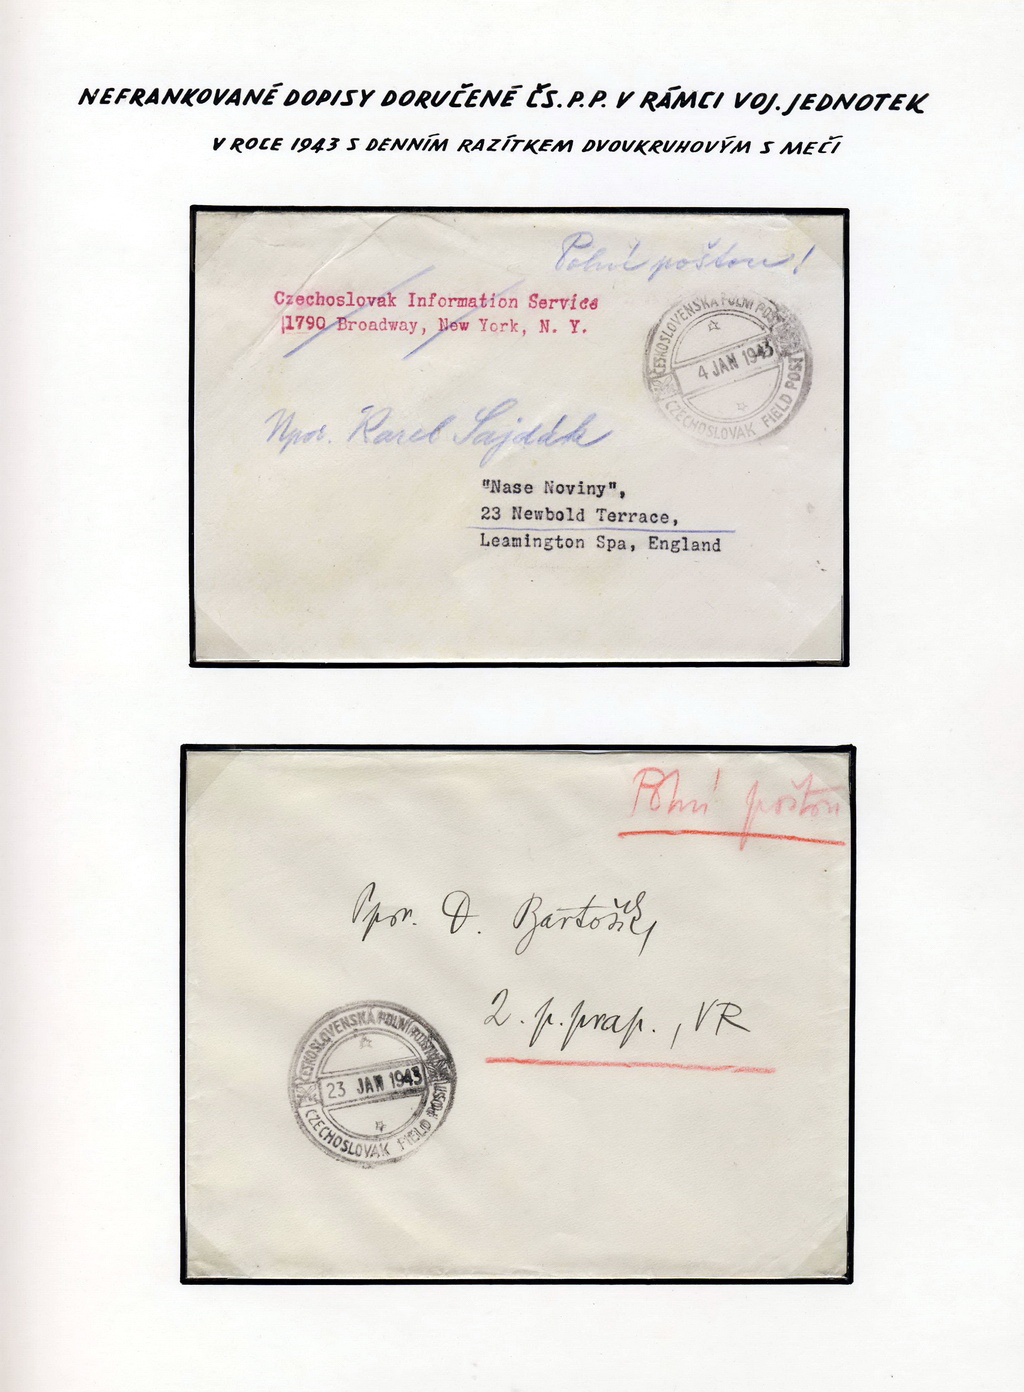 NEFRANKOVANÉ DOPISY DORUČENÉ ČS. P. P. V RÁMCI VOJ. JEDNOTEK
V ROCE 1943 S DENNÍM RAZÍTKEM DVOUKRUHOVÝM S MEČI
Polní poštou!
Czechoslovak Information Service
1790 Broadway, New York, N. Y.
ČESKOSLOVENSKÁ POLNÍ POŠTA
4 JAN 1943
CZECHOSLOVAK FIELD POST
Npor. Karel Sajdák
"Nase Noviny",
23 Newbold Terrace,
Leamington Spa, England
Polní poštou
Ppor. D. Bartošík,
2. p. prap., VR
ČESKOSLOVENSKÁ POLNÍ POŠTA
23 JAN 1943
CZECHOSLOVAK FIELD POST